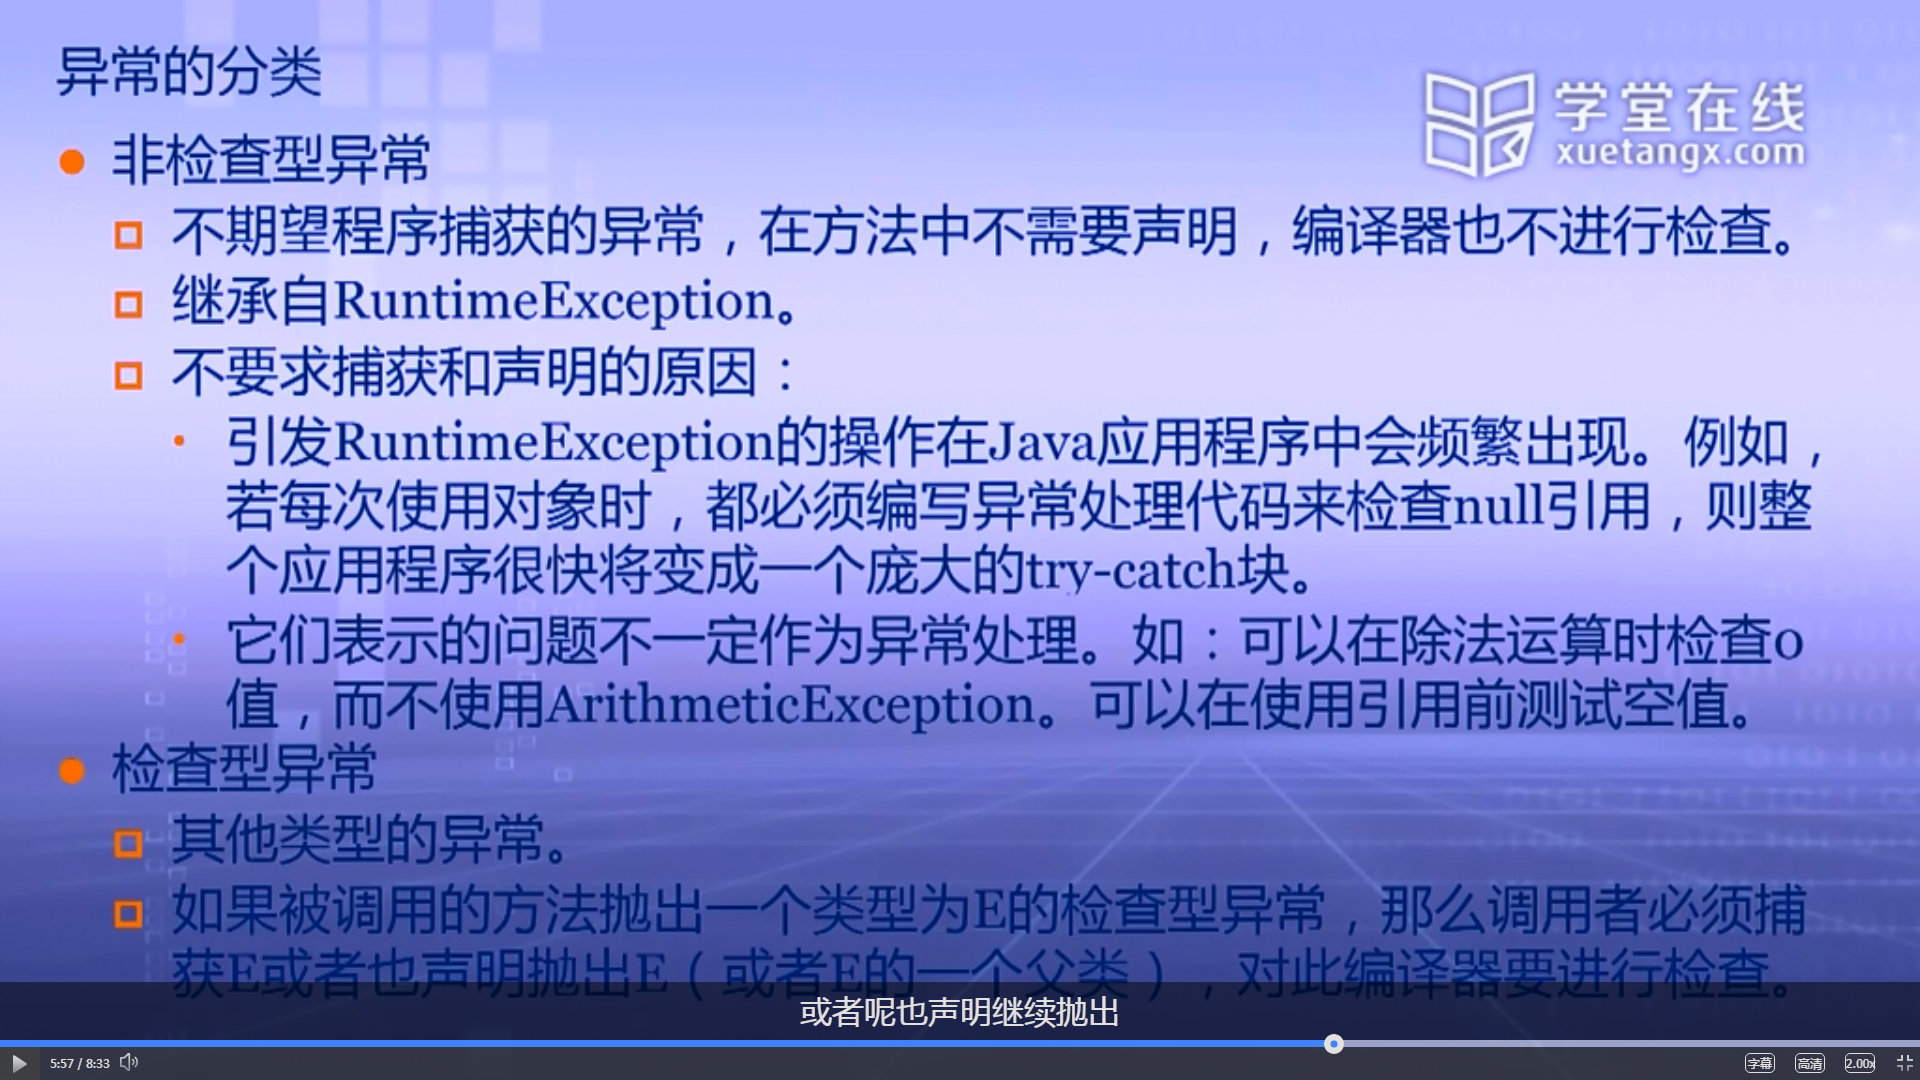 异常的分类
学堂在线
xuetangx.com
非检查型异常
不期望程序捕获的异常，在方法中不需要声明，编译器也不进行检查。
继承自RuntimeException。
不要求捕获和声明的原因：
引发RuntimeException的操作在Java应用程序中会频繁出现。例如，
若每次使用对象时，都必须编写异常处理代码来检查null引用，则整
个应用程序很快将变成一个庞大的try-catch块。
它们表示的问题不一定作为异常处理。如：可以在除法运算时检查0
值，而不使用ArithmeticException。可以在使用引用前测试空值。
检查型异常
其他类型的异常。
如果被调用的方法抛出一个类型为E的检查型异常，那么调用者必须捕
获E或者也声明抛出E（或者E的一个父类），对此编译器要进行检查。
或者呢也声明继续抛出
5:57 / 8:33
字幕
高清
2.00x